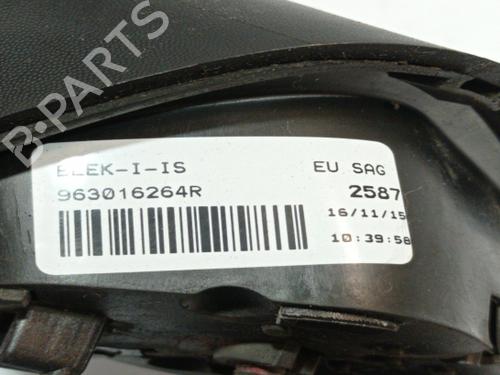 B-PARTS
ELEK-I-IS EU SAG
963016264R 2587
16/11/15
10:39:58